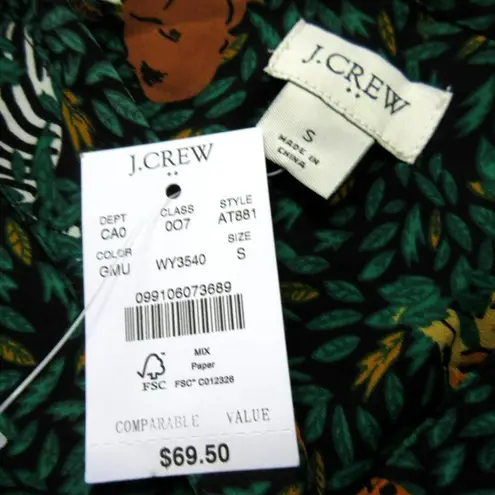 J.CREW
S
MADE IN
CHINA
J.CREW
DEPT CLASS STYLE
CA0 007 AT881
COLOR SIZE
GMU WY3540 S
099106073689
MIX
Paper
FSC FSC® C012326
COMPARABLE VALUE
$69.50